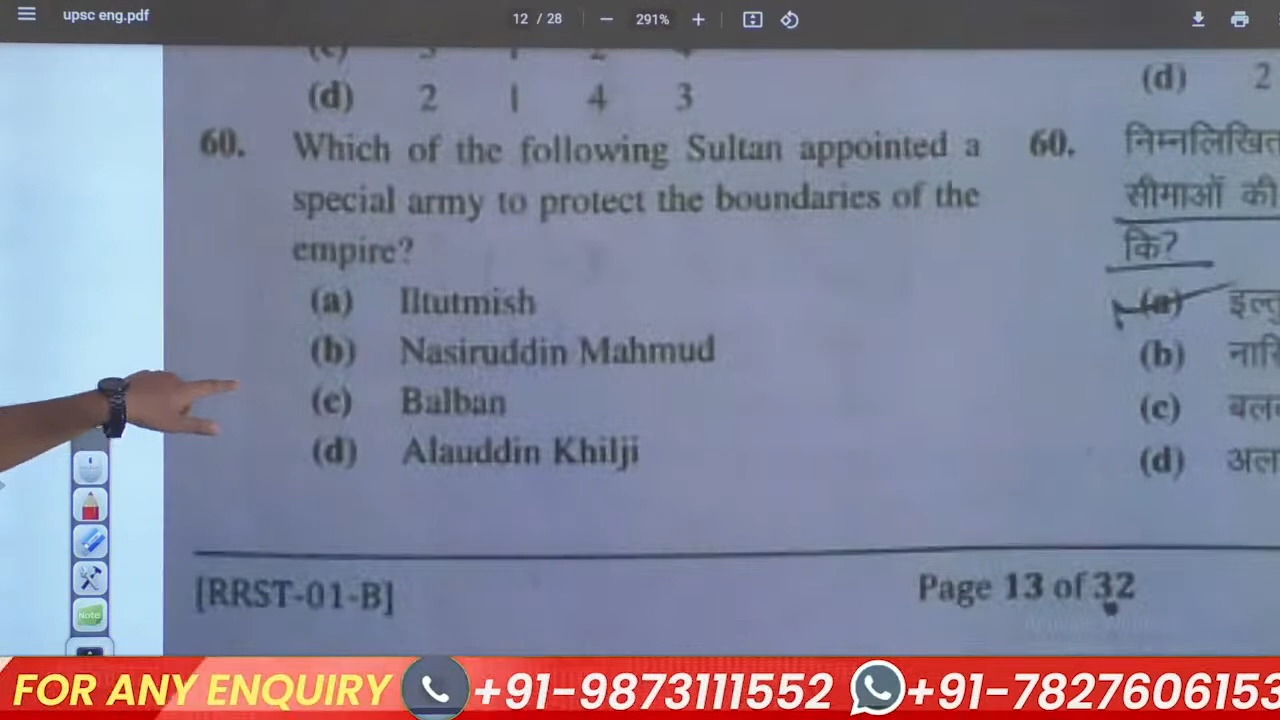 upsc eng.pdf
12 / 28
291%
(d) 2 1 4 3
(d) 2
60. Which of the following Sultan appointed a
special army to protect the boundaries of the
empire?
(a) Iltutmish
(b) Nasiruddin Mahmud
(c) Balban
(d) Alauddin Khilji
60. निम्नलिखित
सीमाओं की
कि?
(a)
(b)
(c)
(d)
[RRST-01-B]
Page 13 of 32
Note
FOR ANY ENQUIRY +91-9873111552 +91-7827606153